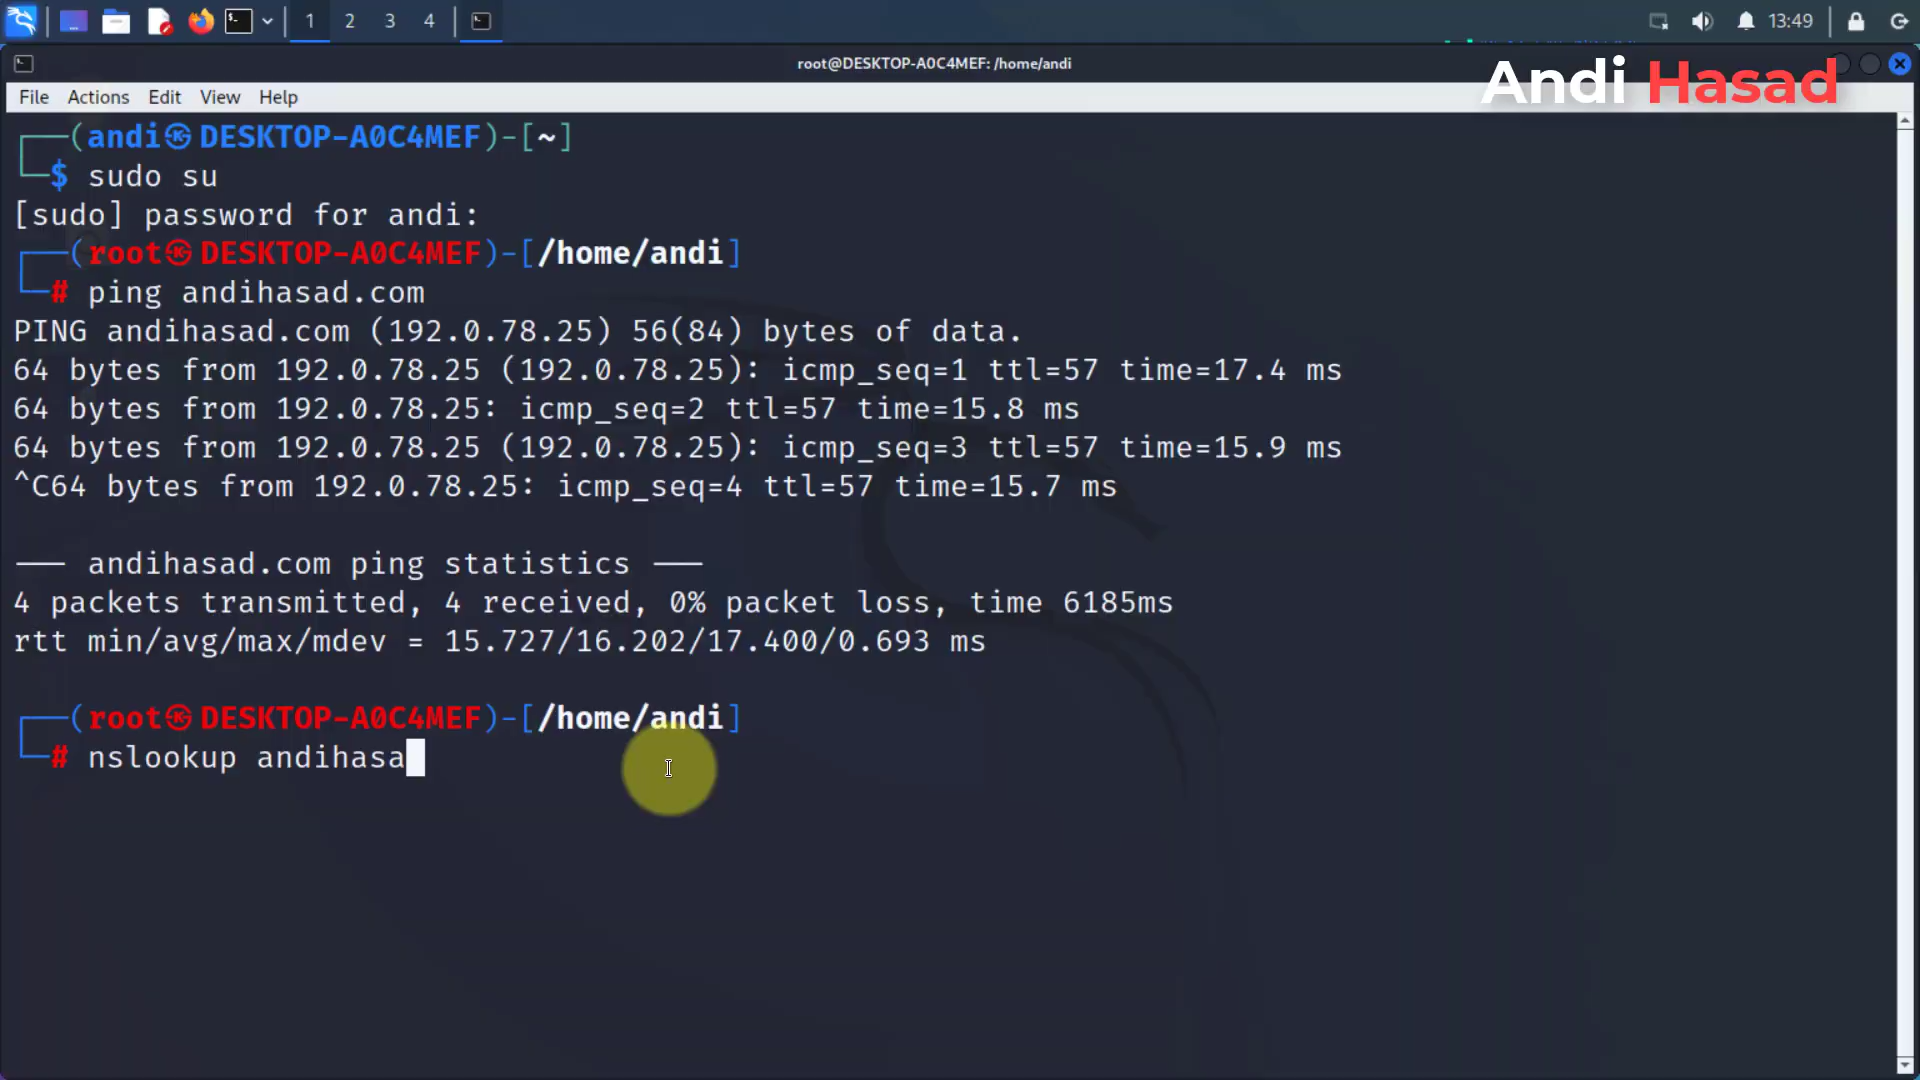 1 2 3 4 13:49
root@DESKTOP-A0C4MEF: /home/andi
Andi Hasad
File Actions Edit View Help
┌──(andi㉿DESKTOP-A0C4MEF)-[~]
└─$ sudo su
[sudo] password for andi:
┌──(root㉿DESKTOP-A0C4MEF)-[/home/andi]
└─# ping andihasad.com
PING andihasad.com (192.0.78.25) 56(84) bytes of data.
64 bytes from 192.0.78.25 (192.0.78.25): icmp_seq=1 ttl=57 time=17.4 ms
64 bytes from 192.0.78.25: icmp_seq=2 ttl=57 time=15.8 ms
64 bytes from 192.0.78.25 (192.0.78.25): icmp_seq=3 ttl=57 time=15.9 ms
^C64 bytes from 192.0.78.25: icmp_seq=4 ttl=57 time=15.7 ms
--- andihasad.com ping statistics ---
4 packets transmitted, 4 received, 0% packet loss, time 6185ms
rtt min/avg/max/mdev = 15.727/16.202/17.400/0.693 ms
┌──(root㉿DESKTOP-A0C4MEF)-[/home/andi]
└─# nslookup andihasa